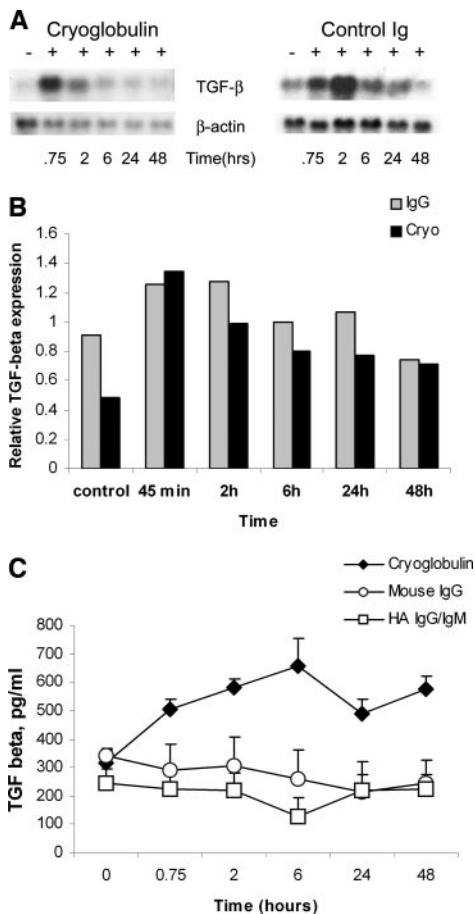 A
Cryoglobulin Control Ig
- + + + + + - + + + + +
TGF-β
β-actin
.75 2 6 24 48 Time(hrs) .75 2 6 24 48
B
IgG
Cryo
Relative TGF-beta expression
1.6
1.4
1.2
1
0.8
0.6
0.4
0.2
0
control 45 min 2h 6h 24h 48h
Time
C
Cryoglobulin
Mouse IgG
HA IgG/IgM
TGF beta, pg/ml
800
700
600
500
400
300
200
100
0
0 0.75 2 6 24 48
Time (hours)